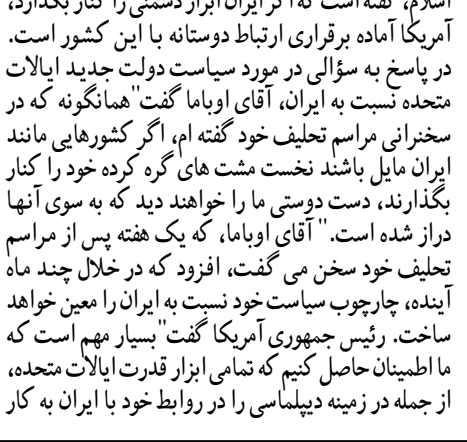 اسلام، گفته است که اگر ایران ابراز دشمنی را کنار بگذارد،
آمریکا آماده برقراری ارتباط دوستانه با این کشور است.
در پاسخ به سؤالی در مورد سیاست دولت جدید ایالات
متحده نسبت به ایران، آقای اوباما گفت"همانگونه که در
سخنرانی مراسم تحلیف خود گفته ام، اگر کشورهایی مانند
ایران مایل باشند نخست مشت های گره کرده خود را کنار
بگذارند، دست دوستی ما را خواهند دید که به سوی آنها
دراز شده است." آقای اوباما، که یک هفته پس از مراسم
تحلیف خود سخن می گفت، افزود که در خلال چند ماه
آینده، چارچوب سیاست خود نسبت به ایران را معین خواهد
ساخت. رئیس جمهوری آمریکا گفت"بسیار مهم است که
ما اطمینان حاصل کنیم که تمامی ابزار قدرت ایالات متحده،
از جمله در زمینه دیپلماسی را در روابط خود با ایران به کار